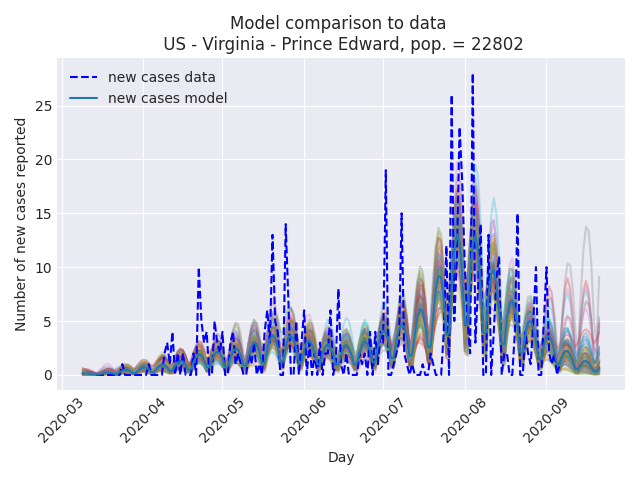 Model comparison to data
US - Virginia - Prince Edward, pop. = 22802
new cases data
new cases model
Number of new cases reported
25
20
15
10
5
0
2020-03
2020-04
2020-05
2020-06
2020-07
2020-08
2020-09
Day